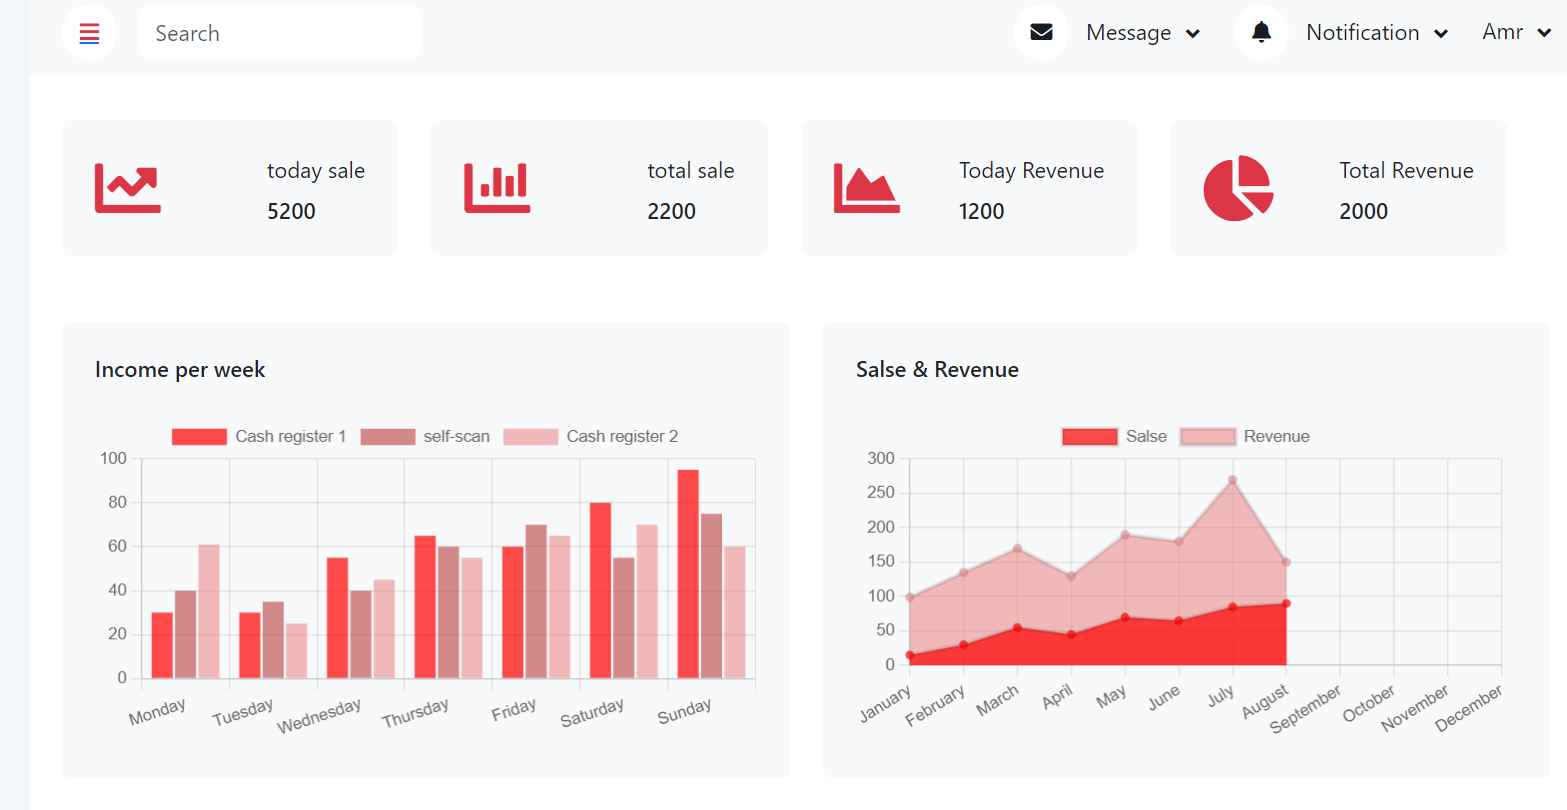 Search
Message
Notification
Amr
today sale
5200
total sale
2200
Today Revenue
1200
Total Revenue
2000
Income per week
Cash register 1 self-scan Cash register 2
100
80
60
40
20
0
Monday Tuesday Wednesday Thursday Friday Saturday Sunday
Salse & Revenue
Salse Revenue
300
250
200
150
100
50
0
January February March April May June July August September October November December